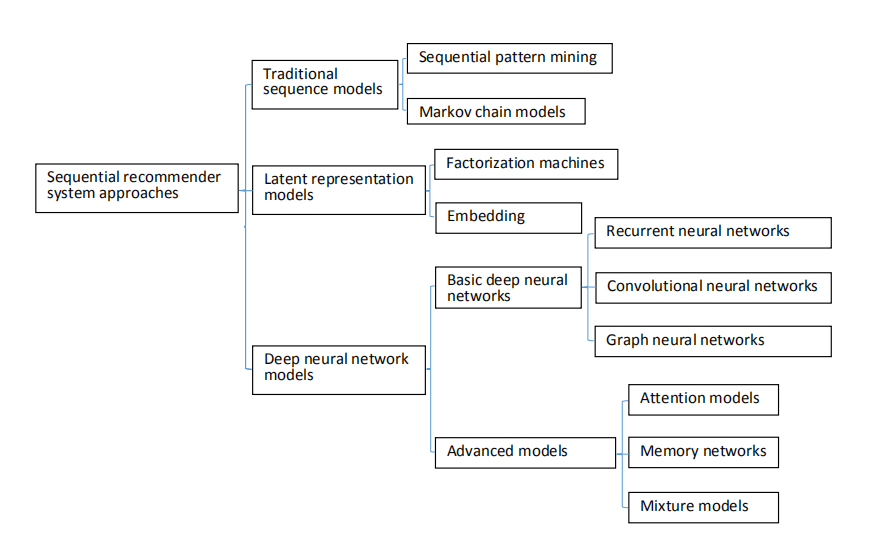 Sequential pattern mining
Traditional
sequence models
Markov chain models
Factorization machines
Sequential recommender
system approaches
Latent representation
models
Embedding
Recurrent neural networks
Basic deep neural
networks
Convolutional neural networks
Graph neural networks
Deep neural network
models
Attention models
Advanced models
Memory networks
Mixture models